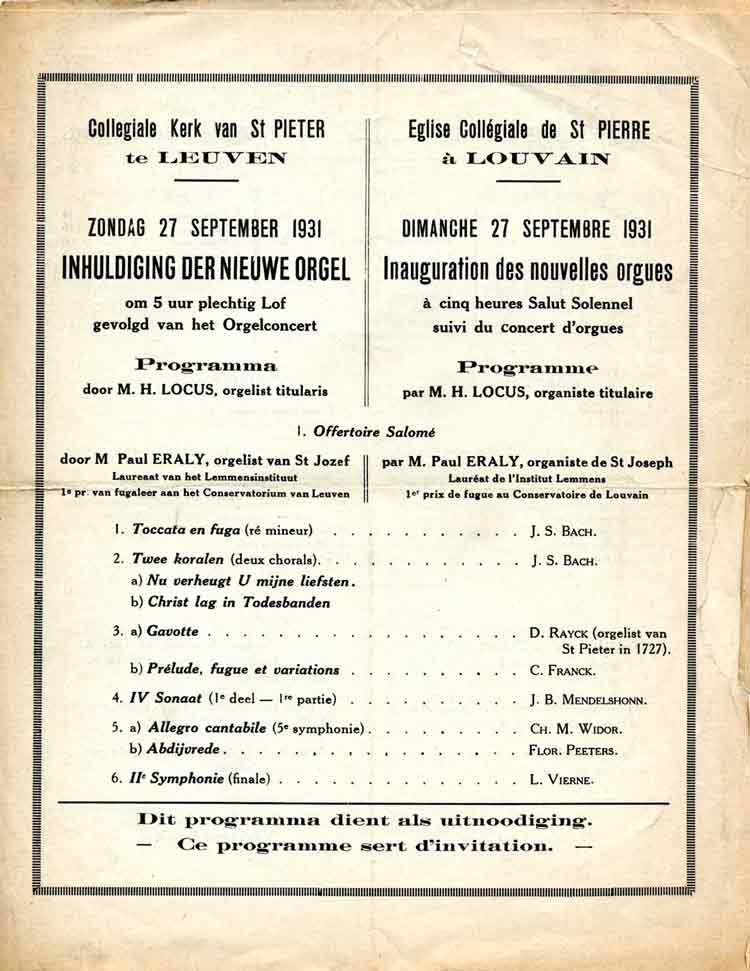 Collegiale Kerk van St PIETER
te LEUVEN
ZONDAG 27 SEPTEMBER 1931
INHULDIGING DER NIEUWE ORGEL
om 5 uur plechtig Lof
gevolgd van het Orgelconcert
Programma
door M. H. LOCUS, orgelist titularis
Eglise Collégiale de St PIERRE
à LOUVAIN
DIMANCHE 27 SEPTEMBRE 1931
Inauguration des nouvelles orgues
à cinq heures Salut Solennel
suivi du concert d'orgues
Programme
par M. H. LOCUS, organiste titulaire
1. Offertoire Salomé
door M Paul ERALY, orgelist van St Jozef
Laureaat van het Lemmensinstituut
1e pr. van fugaleer aan het Conservatorium van Leuven
par M. Paul ERALY, organiste de St Joseph
Lauréat de l'Institut Lemmens
1er prix de fugue au Conservatoire de Louvain
1. Toccata en fuga (ré mineur) . . . . . . . . . . . J. S. BACH.
2. Twee koralen (deux chorals). . . . . . . . . . . . J. S. BACH.
a) Nu verheugt U mijne liefsten.
b) Christ lag in Todesbanden
3. a) Gavotte . . . . . . . . . . . . . . . . . . D. RAYCK (orgelist van
St Pieter in 1727).
b) Prélude, fugue et variations . . . . . . . . . . C. FRANCK.
4. IV Sonaat (1e deel — 1re partie) . . . . . . . . . . J. B. MENDELSHONN.
5. a) Allegro cantabile (5e symphonie). . . . . . . . . CH. M. WIDOR.
b) Abdijvrede. . . . . . . . . . . . . . . . . FLOR. PEETERS.
6. IIe Symphonie (finale) . . . . . . . . . . . . . . L. VIERNE.
Dit programma dient als uitnoodiging.
— Ce programme sert d'invitation. —